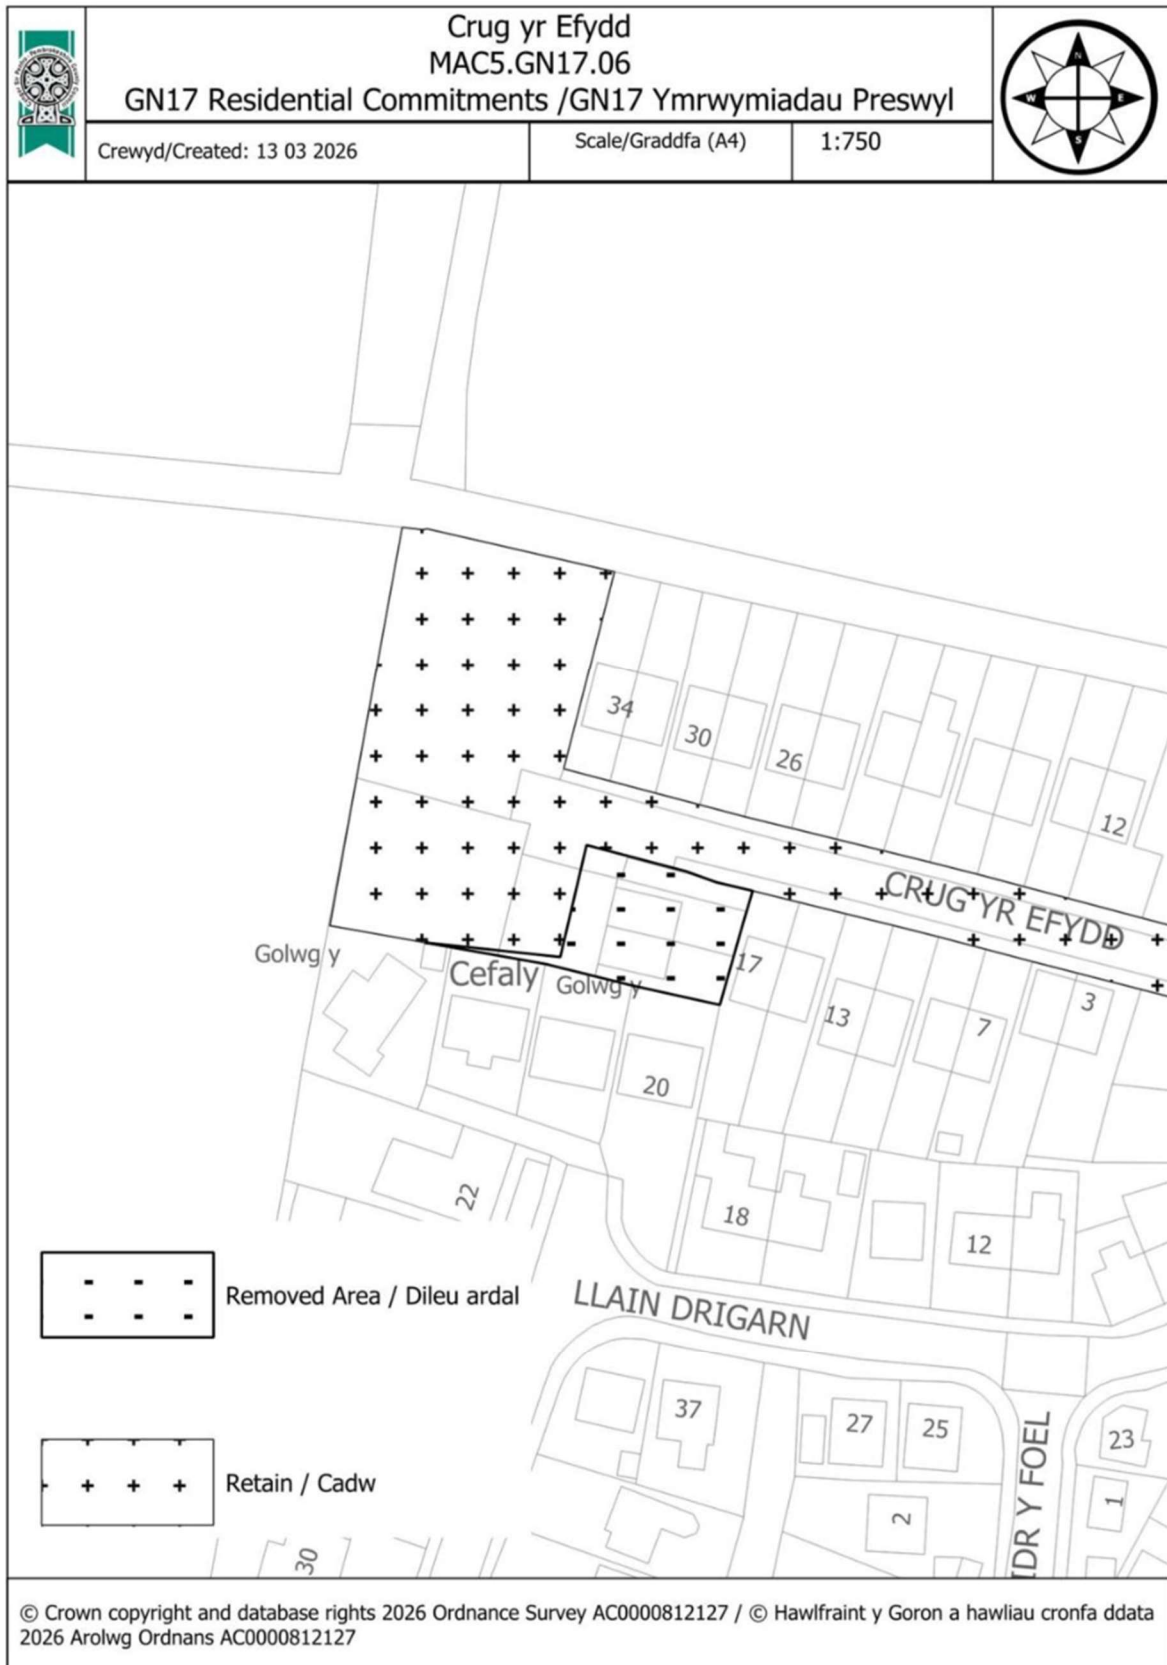 Crug yr Efydd
MAC5.GN17.06
GN17 Residential Commitments /GN17 Ymrwymiadau Preswyl
Crewyd/Created: 13 03 2026
Scale/Graddfa (A4)
1:750
N
W
E
S
34
30
26
12
CRUG YR EFYDD
Golwg y
Cefaly
Golwg y
17
13
7
3
20
22
18
12
LLAIN DRIGARN
Removed Area / Dileu ardal
37
27
25
23
IDR Y FOEL
1
2
Retain / Cadw
30
© Crown copyright and database rights 2026 Ordnance Survey AC0000812127 / © Hawlfraint y Goron a hawliau cronfa ddata
2026 Arolwg Ordnans AC0000812127